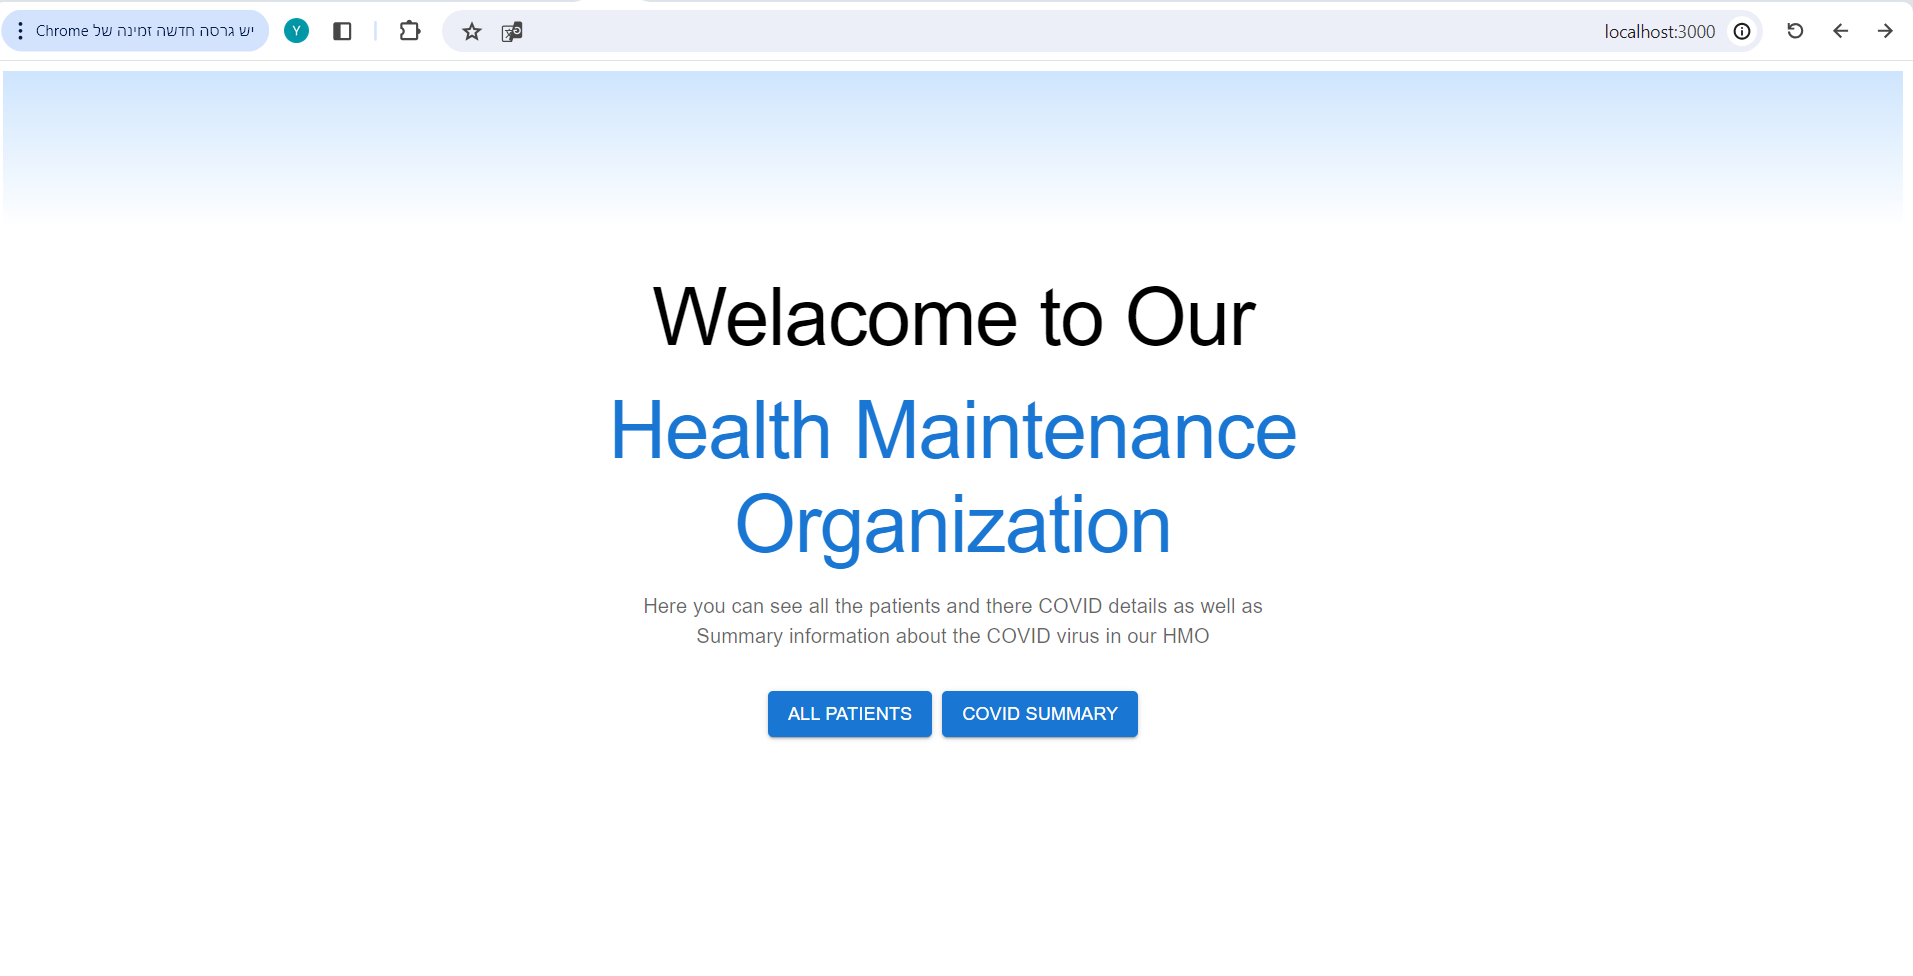 יש גרסה חדשה זמינה של Chrome
Y
localhost:3000
Welacome to Our
Health Maintenance
Organization
Here you can see all the patients and there COVID details as well as
Summary information about the COVID virus in our HMO
ALL PATIENTS
COVID SUMMARY